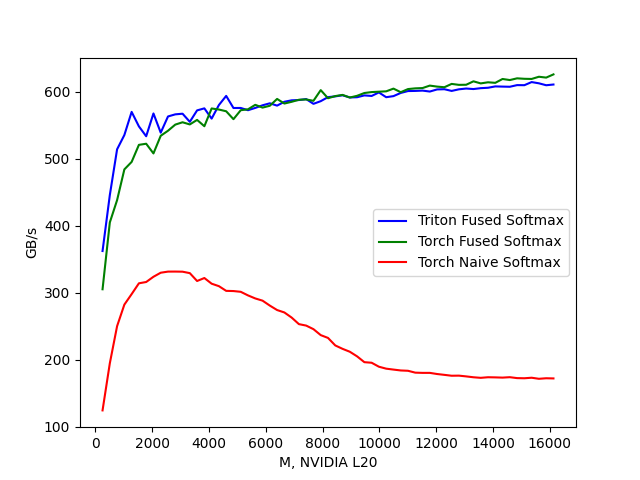 600
500
400
300
200
100
GB/s
Triton Fused Softmax
Torch Fused Softmax
Torch Naive Softmax
0 2000 4000 6000 8000 10000 12000 14000 16000
M, NVIDIA L20